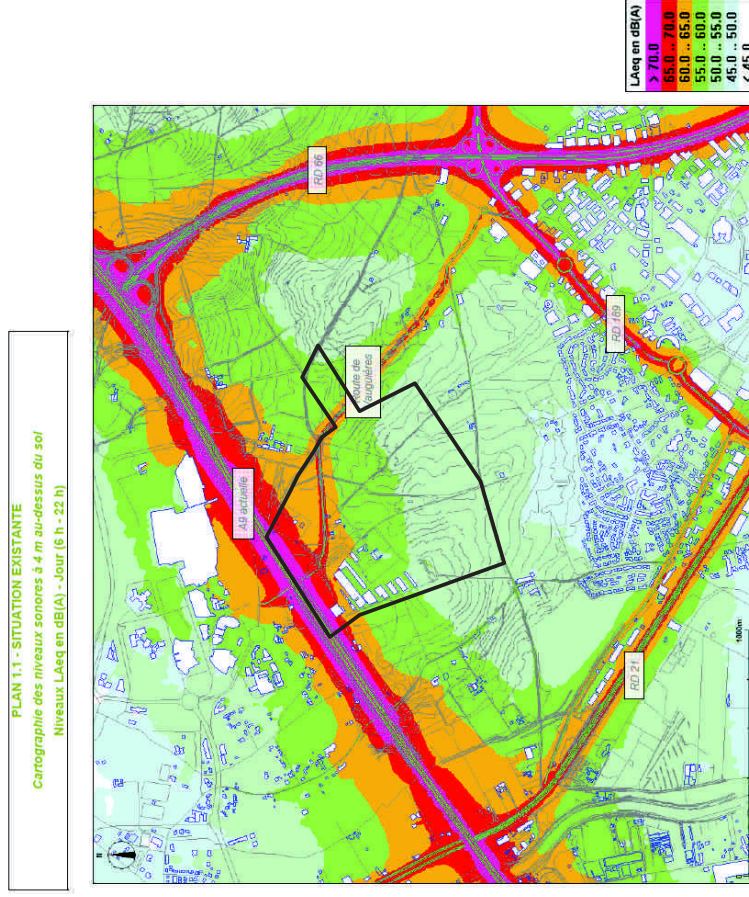 PLAN 1.1 - SITUATION EXISTANTE
Cartographie des niveaux sonores à 4 m au-dessus du sol
Niveaux LAeq en dB(A) - Jour (6 h - 22 h)
A9 actuelle
RD 66
Route de
Vauguières
RD 189
RD 21
1000m
LAeq en dB(A)
> 70.0
65.0 .. 70.0
60.0 .. 65.0
55.0 .. 60.0
50.0 .. 55.0
45.0 .. 50.0
< 45.0